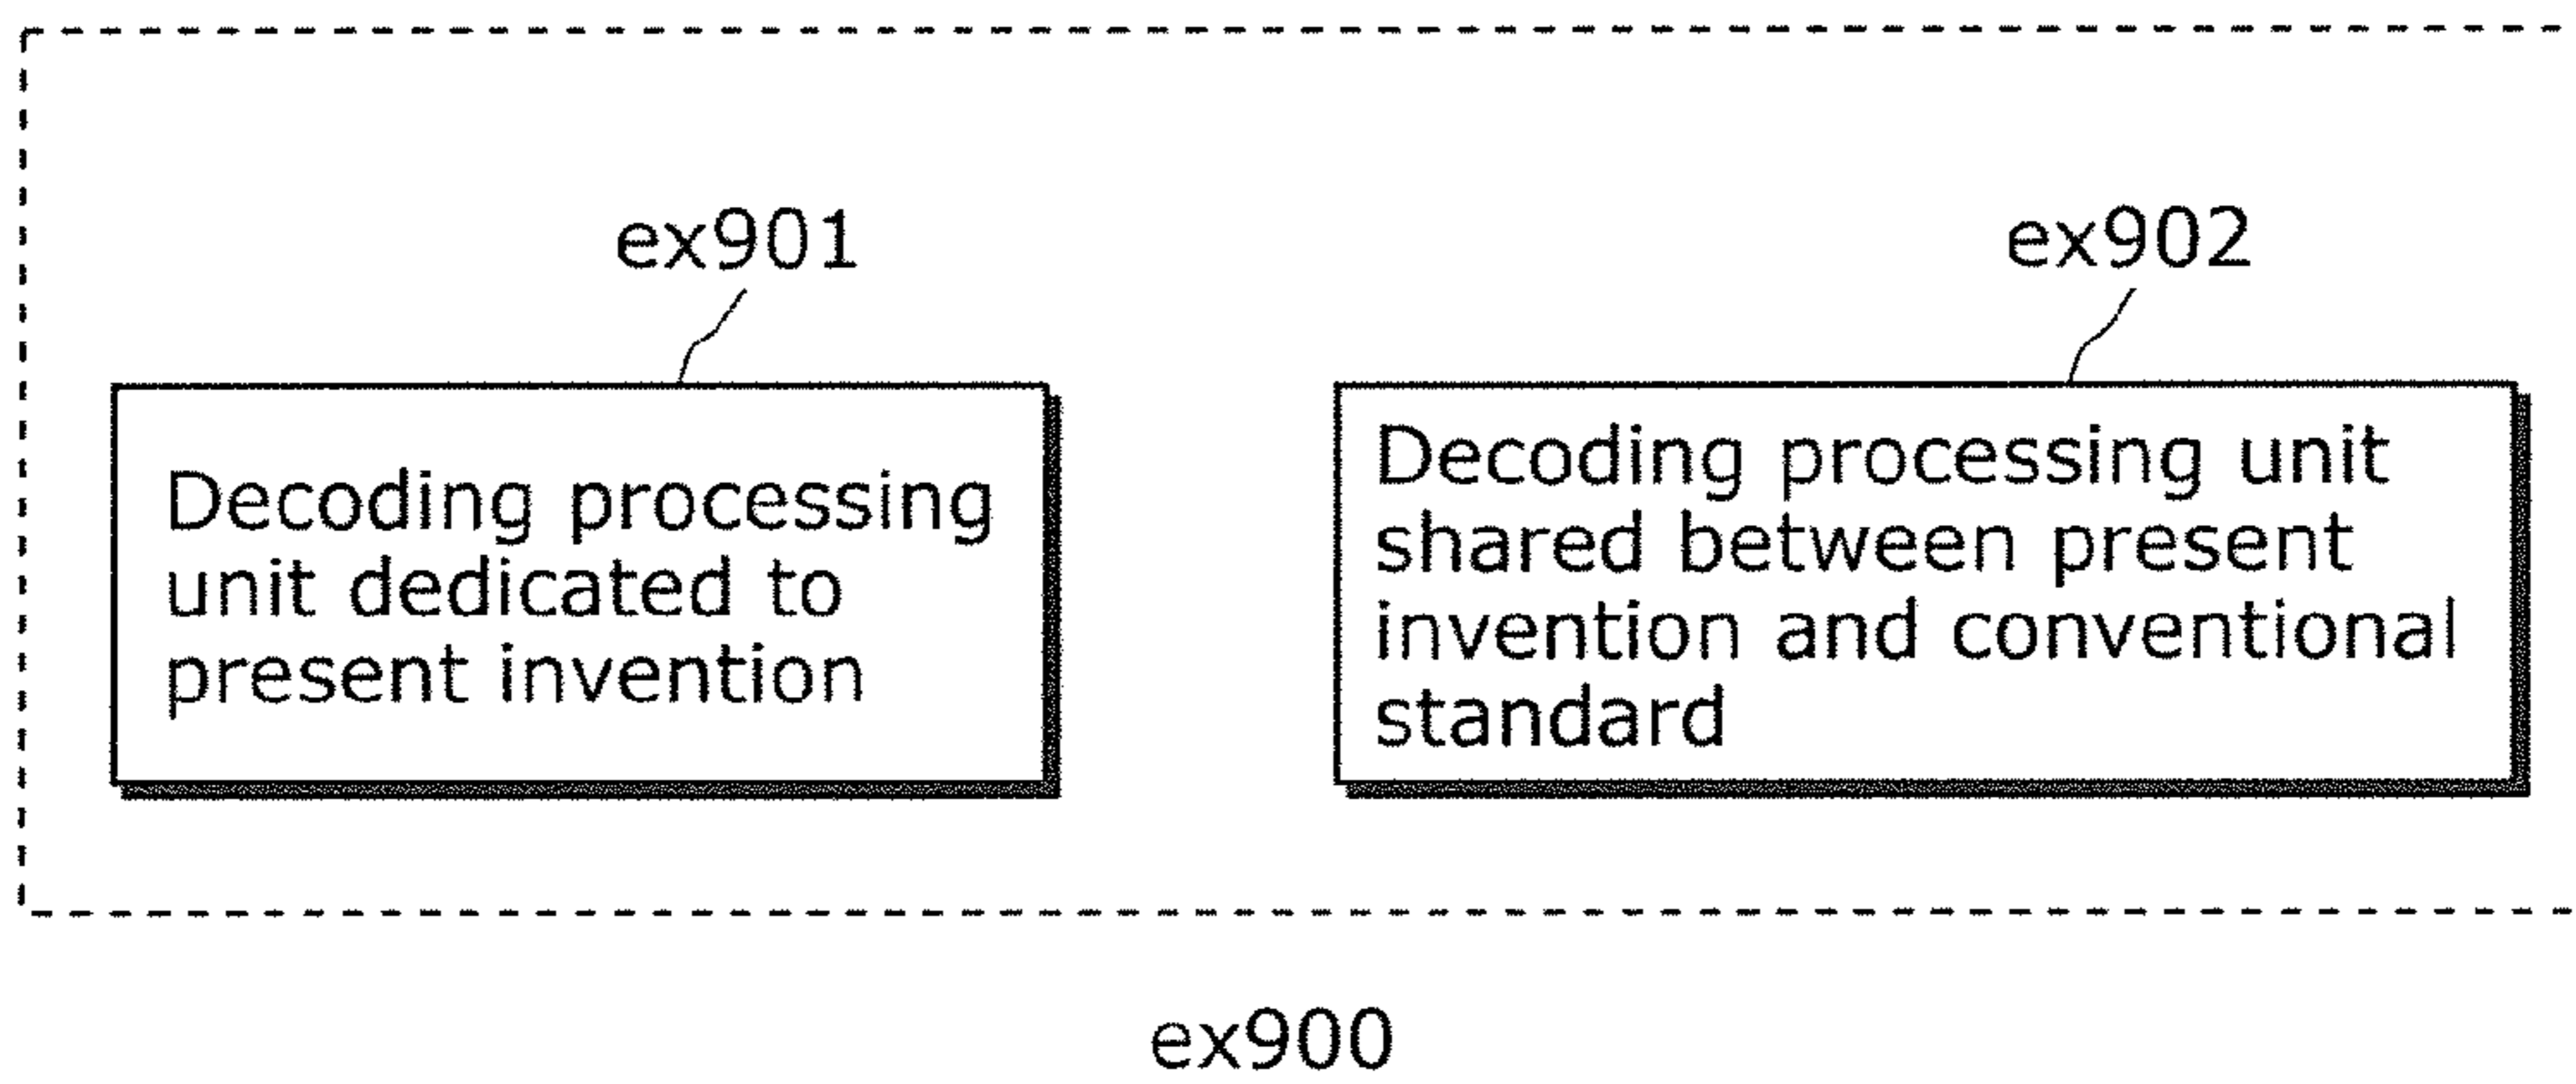 ex901
ex902
Decoding processing
unit dedicated to
present invention
Decoding processing unit
shared between present
invention and conventional
standard
ex900